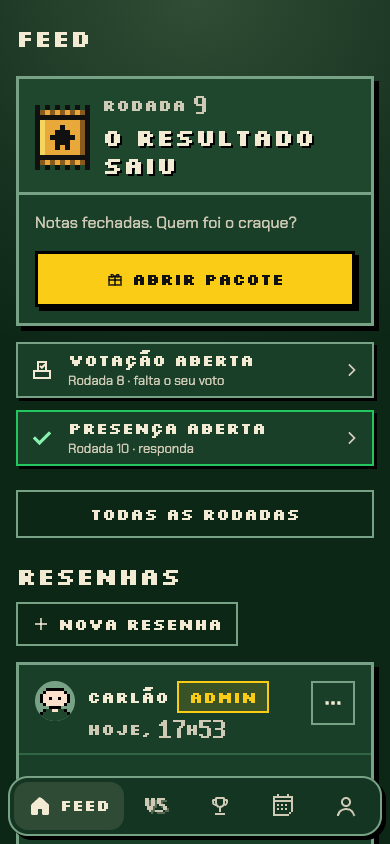 FEED
RODADA 9
O RESULTADO
SAIU
Notas fechadas. Quem foi o craque?
ABRIR PACOTE
VOTAÇÃO ABERTA
Rodada 8 · falta o seu voto
PRESENÇA ABERTA
Rodada 10 · responda
TODAS AS RODADAS
RESENHAS
+ NOVA RESENHA
CARLÃO ADMIN
HOJE, 17H53
FEED VS